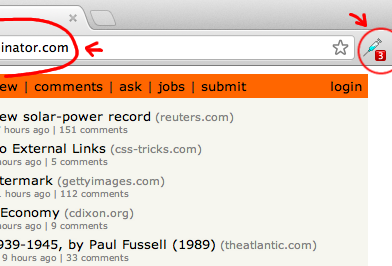 inator.com
3
ew | comments | ask | jobs | submit login
ew solar-power record (reuters.com)
hours ago | 151 comments
o External Links (css-tricks.com)
hours ago | 5 comments
termark (gettyimages.com)
hours ago | 112 comments
Economy (cdixon.org)
hours ago | 9 comments
939-1945, by Paul Fussell (1989) (theatlantic.com)
9 hours ago | 33 comments